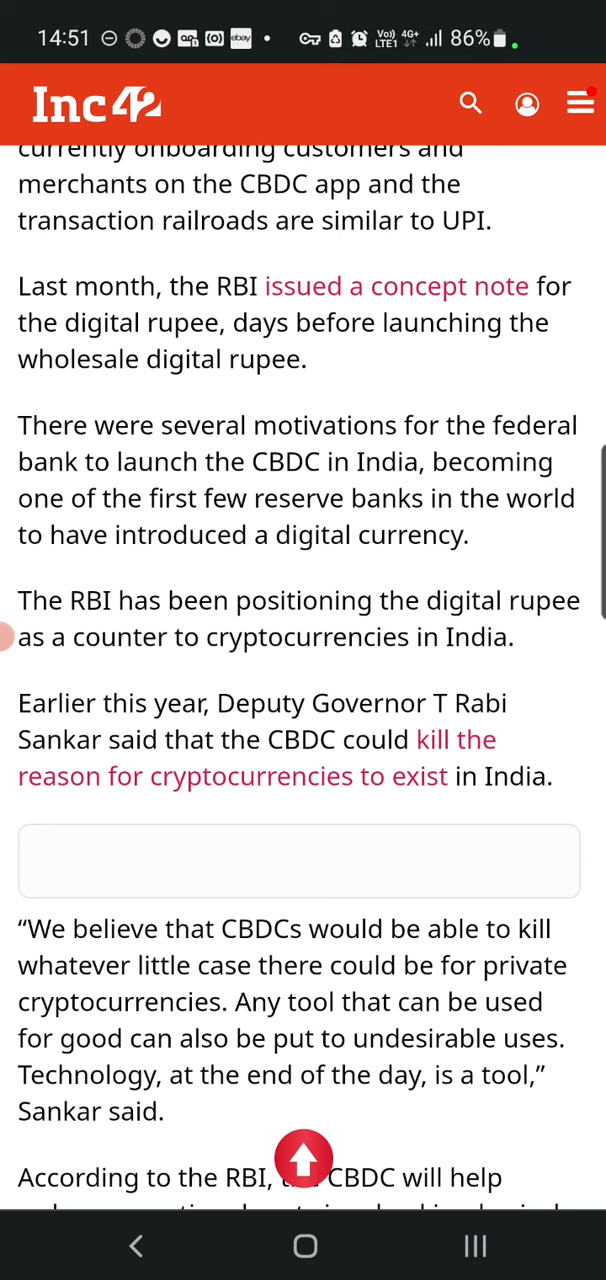 14:51
ebay
Vo))
LTE1
4G+
86%
Inc42
currently onboarding customers and
merchants on the CBDC app and the
transaction railroads are similar to UPI.
Last month, the RBI issued a concept note for
the digital rupee, days before launching the
wholesale digital rupee.
There were several motivations for the federal
bank to launch the CBDC in India, becoming
one of the first few reserve banks in the world
to have introduced a digital currency.
The RBI has been positioning the digital rupee
as a counter to cryptocurrencies in India.
Earlier this year, Deputy Governor T Rabi
Sankar said that the CBDC could kill the
reason for cryptocurrencies to exist in India.
“We believe that CBDCs would be able to kill
whatever little case there could be for private
cryptocurrencies. Any tool that can be used
for good can also be put to undesirable uses.
Technology, at the end of the day, is a tool,”
Sankar said.
According to the RBI, CBDC will help